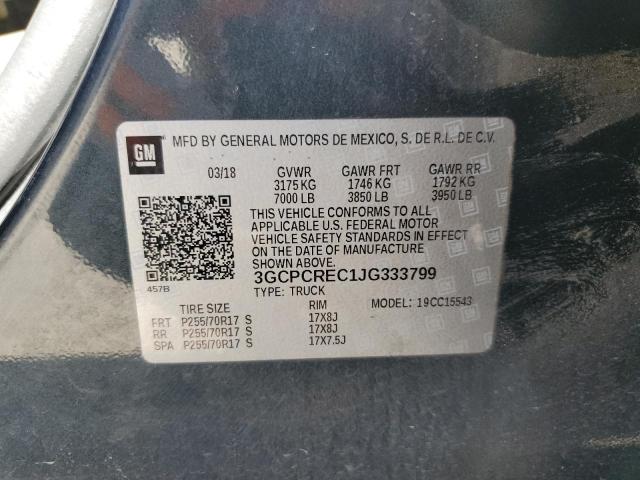 GM MFD BY GENERAL MOTORS DE MEXICO, S. DE R.L. DE C.V.
03/18 GVWR GAWR FRT GAWR RR
3175 KG 1746 KG 1792 KG
7000 LB 3850 LB 3950 LB
THIS VEHICLE CONFORMS TO ALL
APPLICABLE U.S. FEDERAL MOTOR
VEHICLE SAFETY STANDARDS IN EFFECT
ON THE DATE OF MANUFACTURE
SHOWN ABOVE.
3GCPCREC1JG333799
457B TYPE: TRUCK
TIRE SIZE RIM MODEL: 19CC15543
FRT P255/70R17 S 17X8J
RR P255/70R17 S 17X8J
SPA P255/70R17 S 17X7.5J